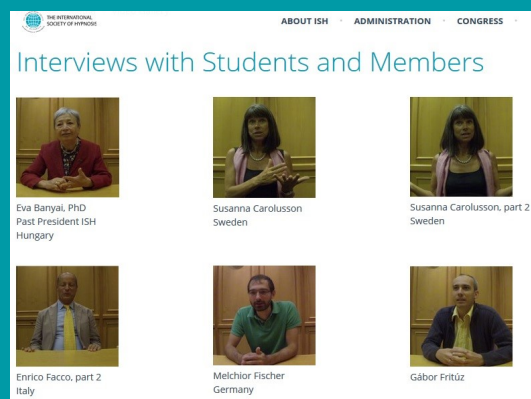 THE INTERNATIONAL
SOCIETY OF HYPNOSIS
ABOUT ISH · ADMINISTRATION · CONGRESS ·
Interviews with Students and Members
Eva Banyai, PhD
Past President ISH
Hungary
Susanna Carolusson
Sweden
Susanna Carolusson, part 2
Sweden
Enrico Facco, part 2
Italy
Melchior Fischer
Germany
Gábor Fritúz